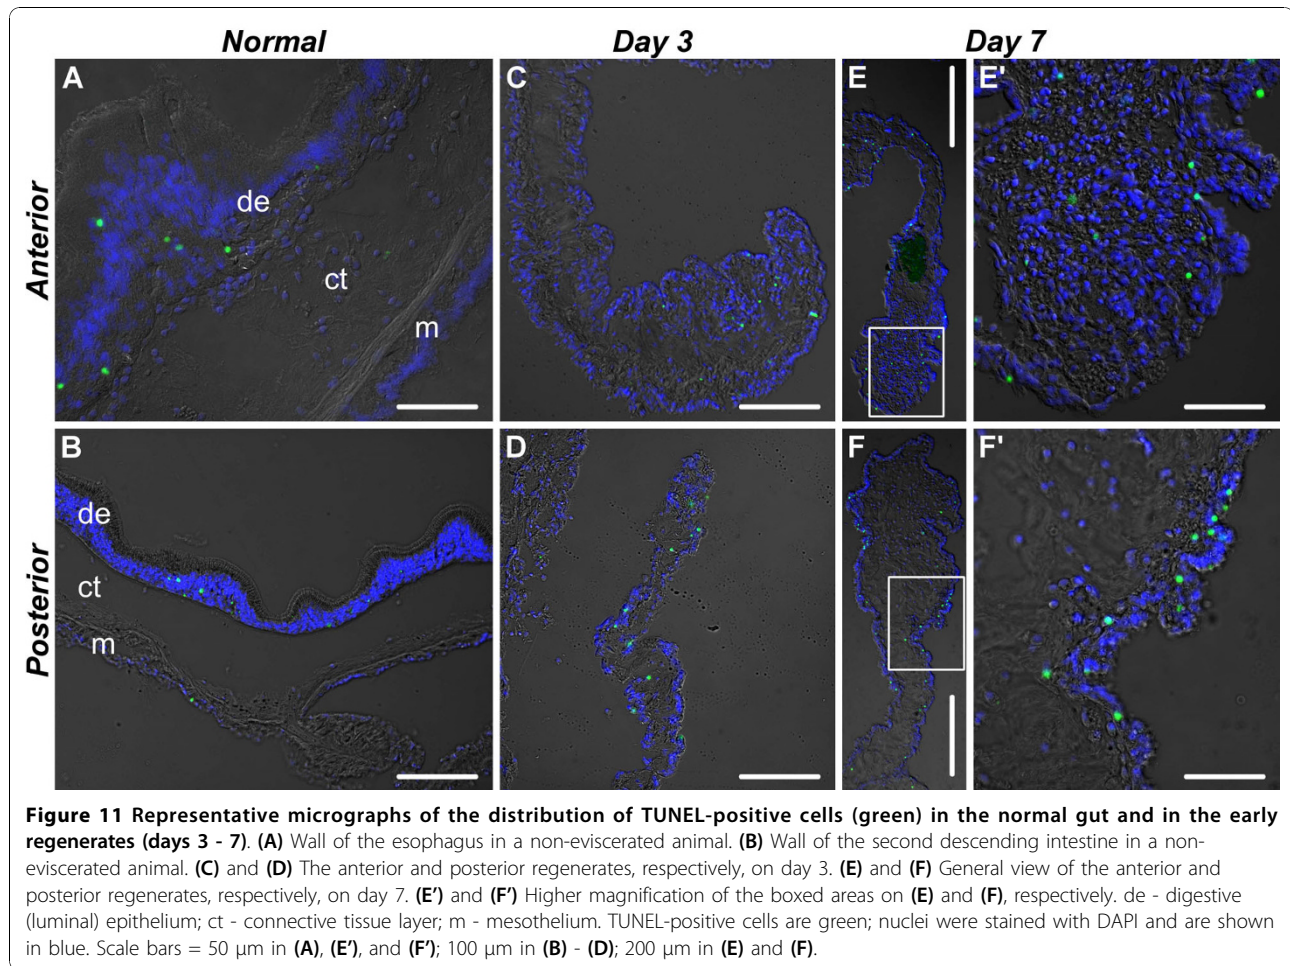 Normal
Day 3
Day 7
Anterior
Posterior
A
de
ct
m
C
E
E'
B
de
ct
m
D
F
F'
Figure 11 Representative micrographs of the distribution of TUNEL-positive cells (green) in the normal gut and in the early
regenerates (days 3 - 7). (A) Wall of the esophagus in a non-eviscerated animal. (B) Wall of the second descending intestine in a non-
eviscerated animal. (C) and (D) The anterior and posterior regenerates, respectively, on day 3. (E) and (F) General view of the anterior and
posterior regenerates, respectively, on day 7. (E’) and (F’) Higher magnification of the boxed areas on (E) and (F), respectively. de - digestive
(luminal) epithelium; ct - connective tissue layer; m - mesothelium. TUNEL-positive cells are green; nuclei were stained with DAPI and are shown
in blue. Scale bars = 50 μm in (A), (E’), and (F’); 100 μm in (B) - (D); 200 μm in (E) and (F).